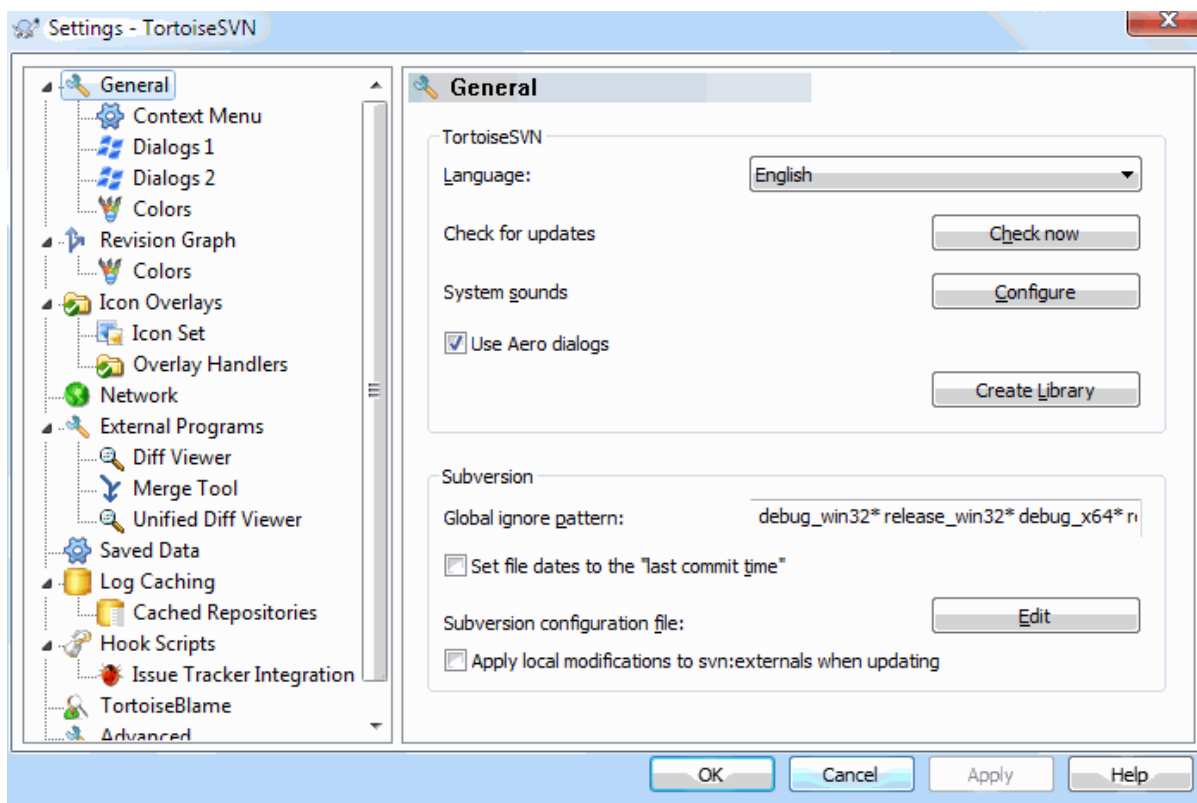 Settings - TortoiseSVN
General
Context Menu
Dialogs 1
Dialogs 2
Colors
Revision Graph
Colors
Icon Overlays
Icon Set
Overlay Handlers
Network
External Programs
Diff Viewer
Merge Tool
Unified Diff Viewer
Saved Data
Log Caching
Cached Repositories
Hook Scripts
Issue Tracker Integration
TortoiseBlame
Advanced
General
TortoiseSVN
Language: English
Check for updates Check now
System sounds Configure
Use Aero dialogs
Create Library
Subversion
Global ignore pattern: debug_win32* release_win32* debug_x64*
Set file dates to the "last commit time"
Subversion configuration file: Edit
Apply local modifications to svn:externals when updating
OK Cancel Apply Help